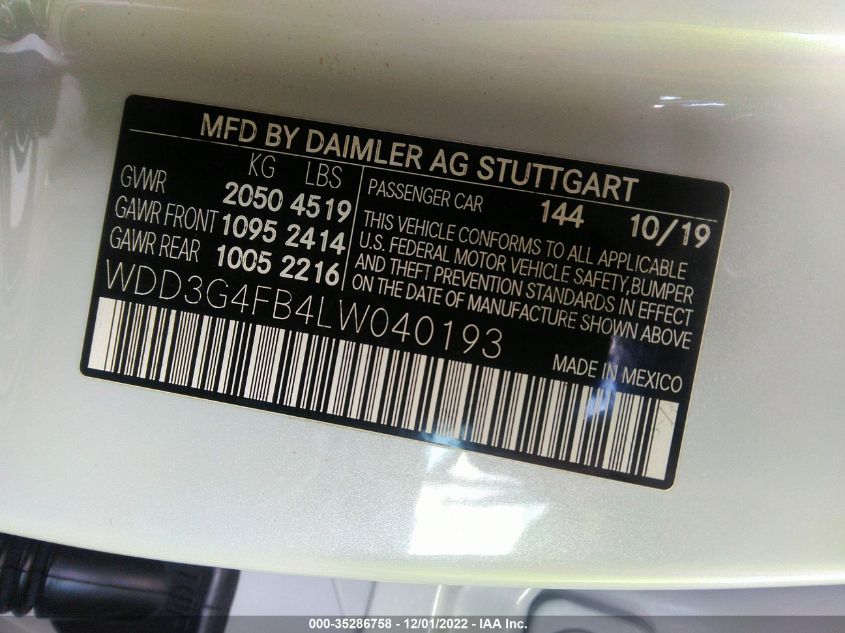 MFD BY DAIMLER AG STUTTGART
KG LBS
GVWR 2050 4519
GAWR FRONT 1095 2414
GAWR REAR 1005 2216
PASSENGER CAR 144 10/19
THIS VEHICLE CONFORMS TO ALL APPLICABLE
U.S. FEDERAL MOTOR VEHICLE SAFETY, BUMPER
AND THEFT PREVENTION STANDARDS IN EFFECT
ON THE DATE OF MANUFACTURE SHOWN ABOVE
WDD3G4FB4LW040193
MADE IN MEXICO
000-35286758 - 12/01/2022 - IAA Inc.